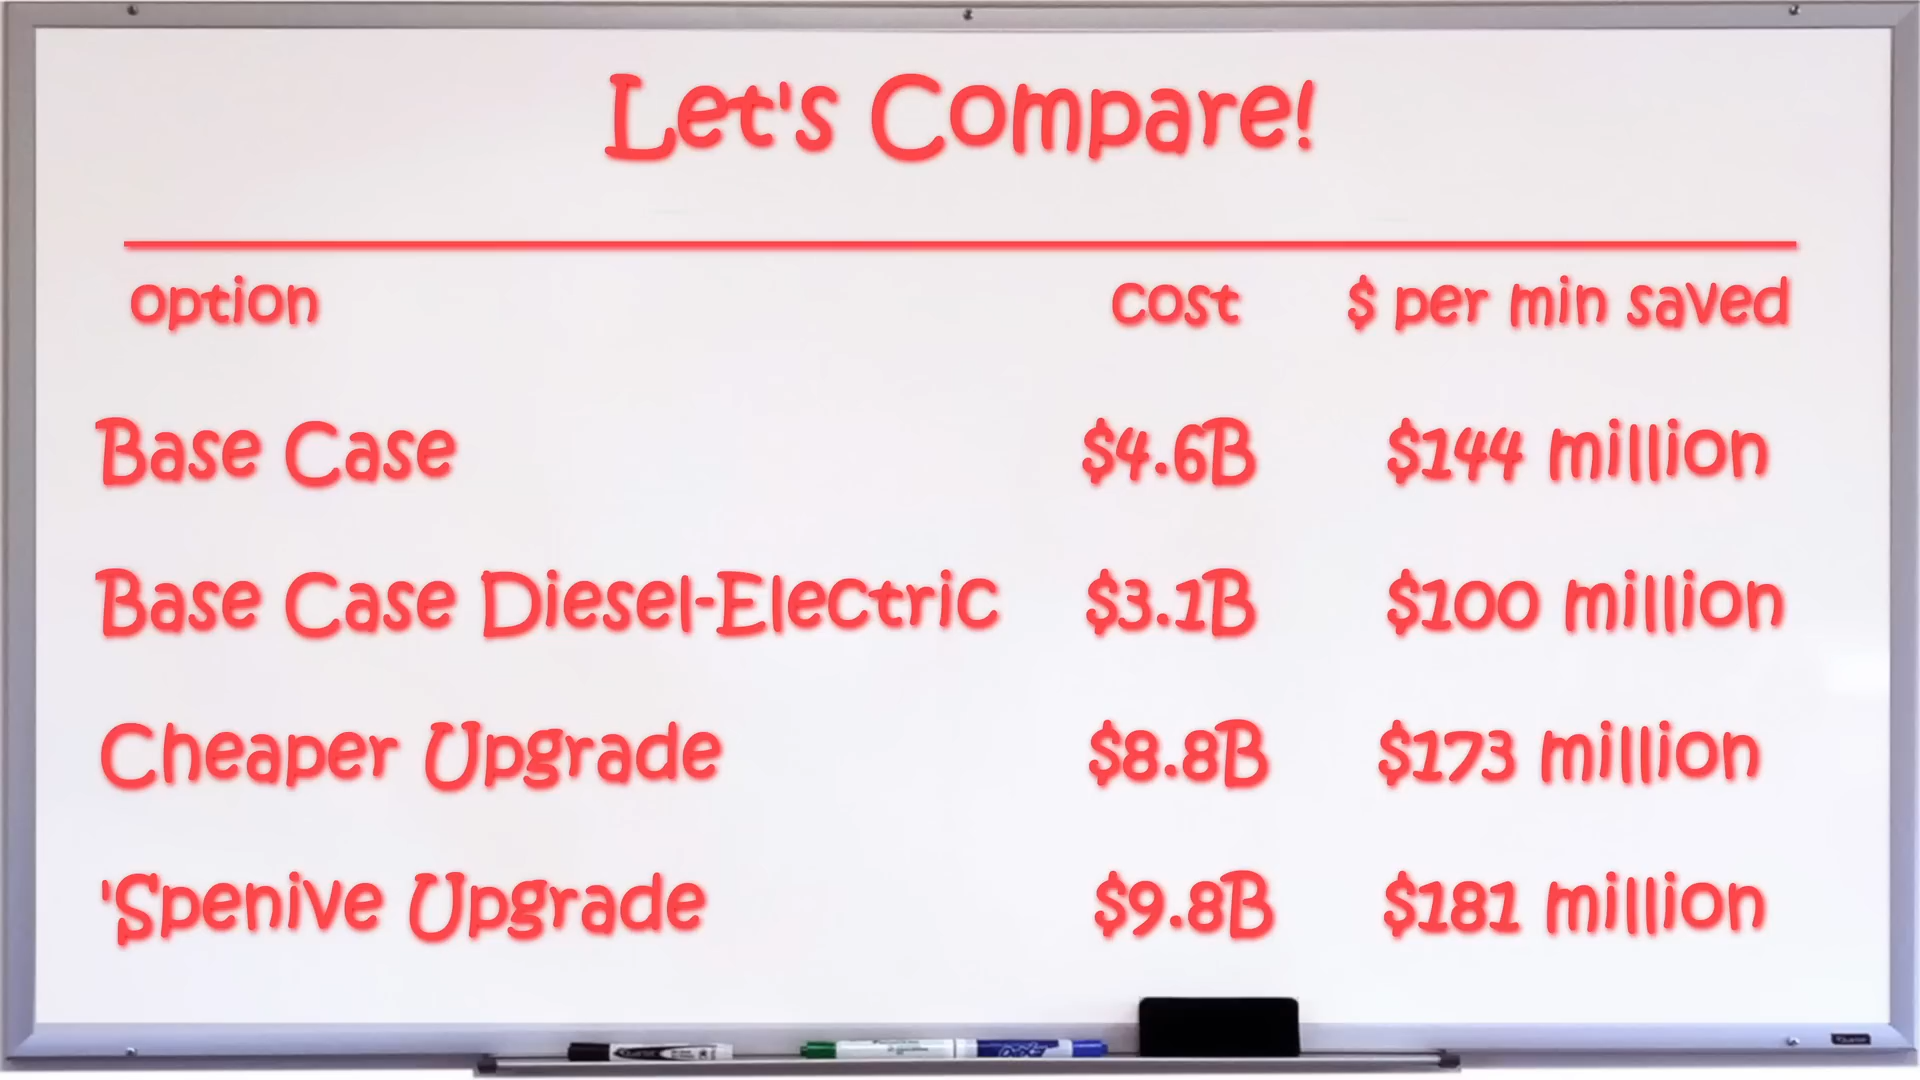 Let's Compare!
option cost $ per min saved
Base Case $4.6B $144 million
Base Case Diesel-Electric $3.1B $100 million
Cheaper Upgrade $8.8B $173 million
'Spenive Upgrade $9.8B $181 million